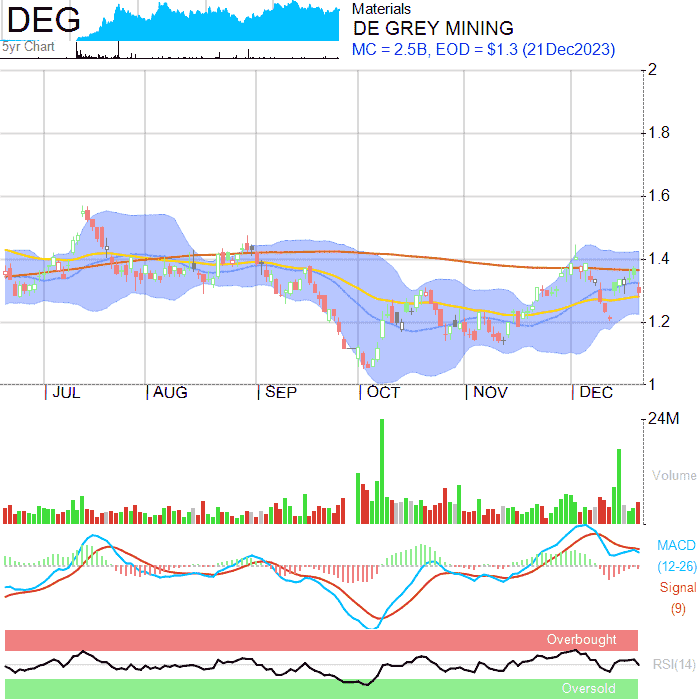 DEG
5yr Chart
Materials
DE GREY MINING
MC = 2.5B, EOD = $1.3 (21Dec2023)
2
1.8
1.6
1.4
1.2
1
JUL
AUG
SEP
OCT
NOV
DEC
24M
Volume
MACD
(12-26)
Signal
(9)
Overbought
RSI(14)
Oversold